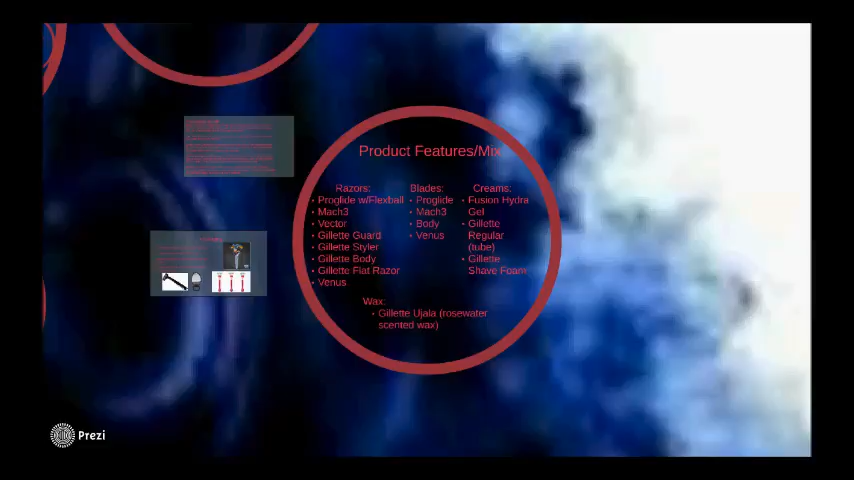 Product Features/Mix
Razors:
• Proglide w/Flexball
• Mach3
• Vector
• Gillette Guard
• Gillette Styler
• Gillette Body
• Gillette Flat Razor
• Venus
Blades:
• Proglide
• Mach3
• Body
• Venus
Creams:
• Fusion Hydra
Gel
• Gillette
Regular
(tube)
• Gillette
Shave Foam
Wax:
• Gillette Ujala (rosewater
scented wax)
Prezi